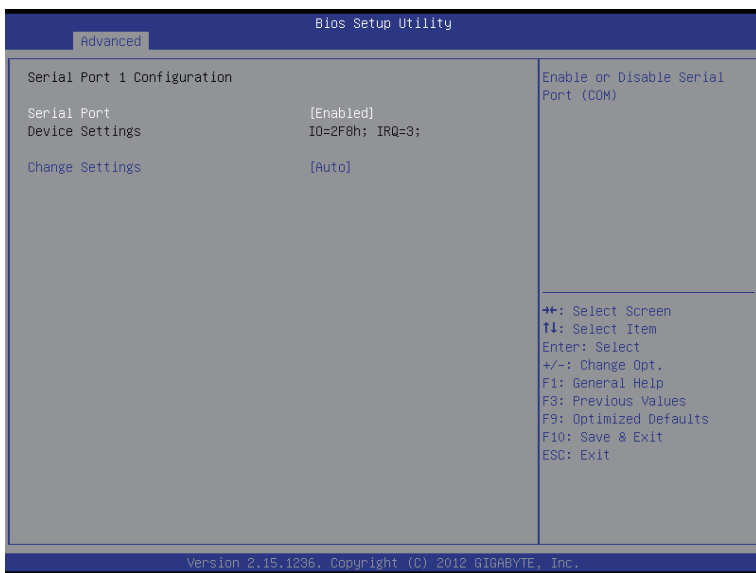 Bios Setup Utility
Advanced
Serial Port 1 Configuration
Serial Port [Enabled]
Device Settings IO=2F8h; IRQ=3;
Change Settings [Auto]
Enable or Disable Serial
Port (COM)
→←: Select Screen
↑↓: Select Item
Enter: Select
+/-: Change Opt.
F1: General Help
F3: Previous Values
F9: Optimized Defaults
F10: Save & Exit
ESC: Exit
Version 2.15.1236. Copyright (C) 2012 GIGABYTE, Inc.